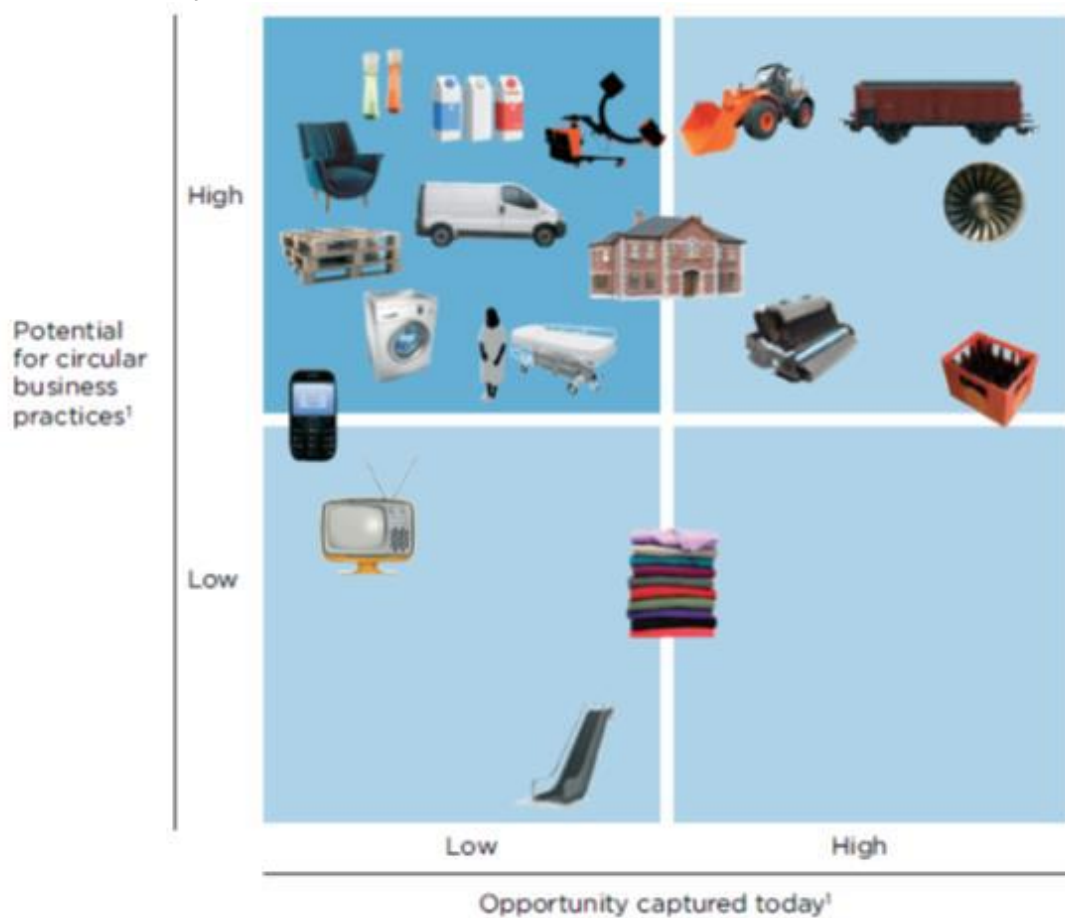 High
Potential
for circular
business
practices¹
Low
Low
High
Opportunity captured today¹